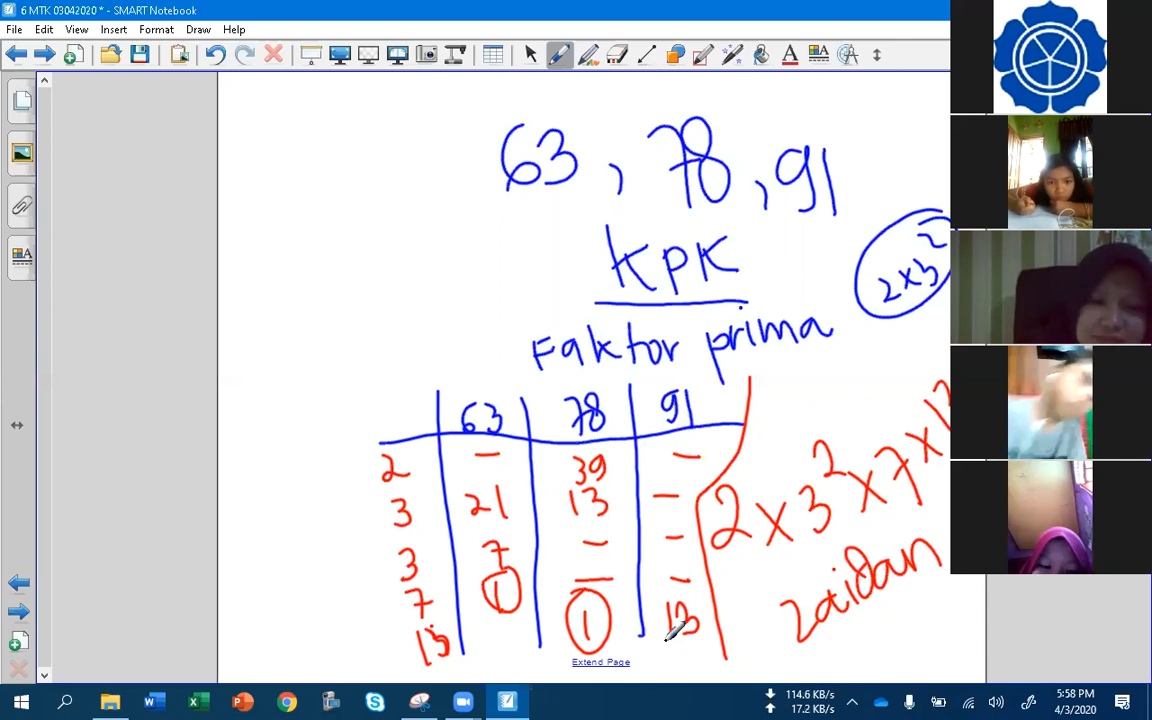 6 MTK 03042020 * - SMART Notebook
File Edit View Insert Format Draw Help
63, 78, 91
KPK
Faktor prima
2 x 3²
63 78 91
2 – 39 –
3 21 13 –
3 7 – –
7 1 – –
13 1 13
2 x 3² x 7 x 13
zaidan
Extend Page
114.6 KB/s
17.2 KB/s
5:58 PM
4/3/2020